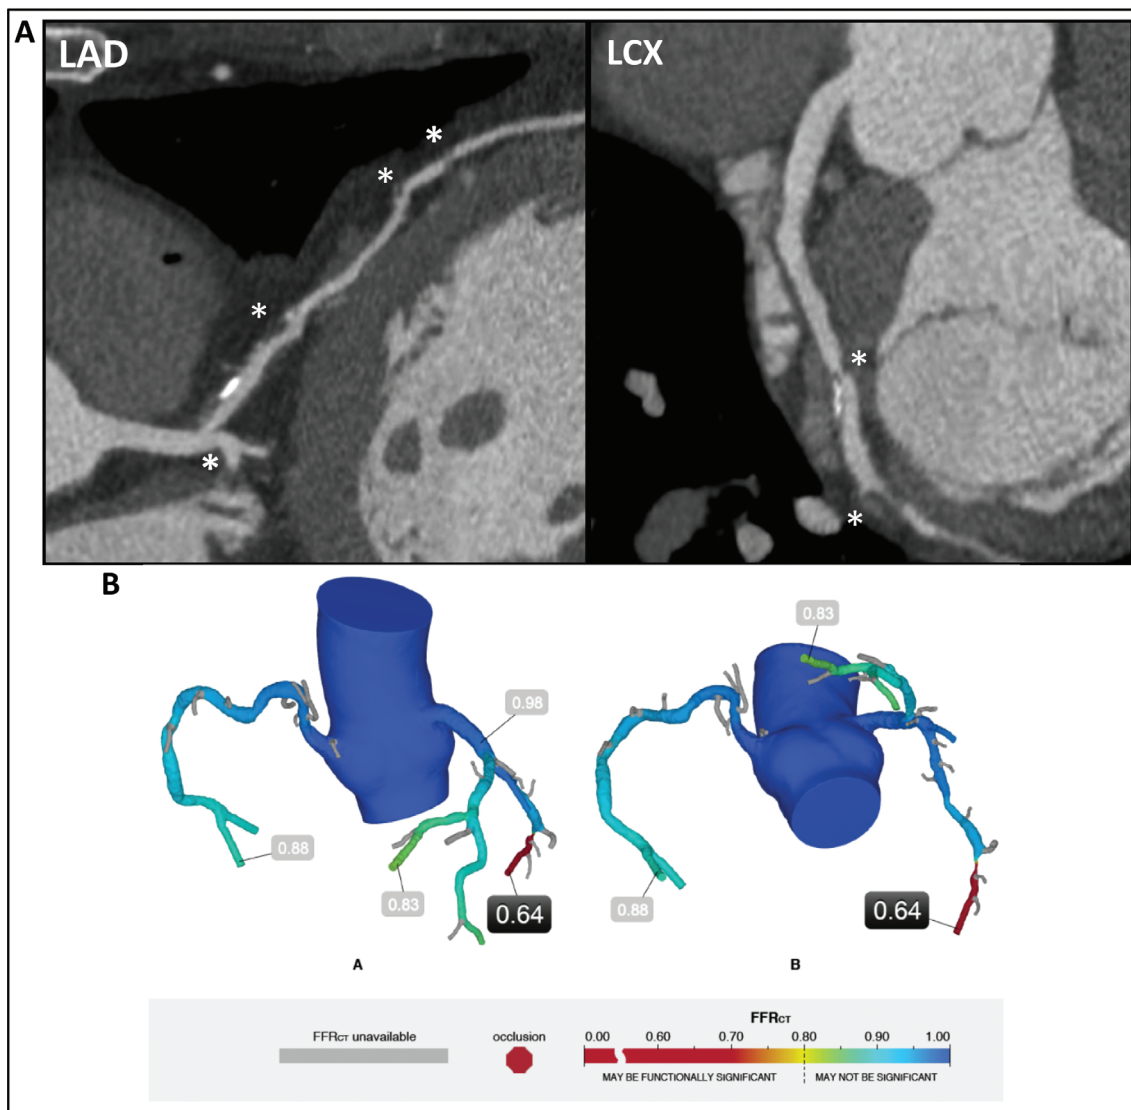 A
LAD
LCX
*
*
*
*
*
*
B
0.83
0.98
0.88
0.83
0.64
0.88
0.64
A
B
FFRCT
FFRCT unavailable
occlusion
0.00 0.60 0.70 0.80 0.90 1.00
MAY BE FUNCTIONALLY SIGNIFICANT MAY NOT BE SIGNIFICANT